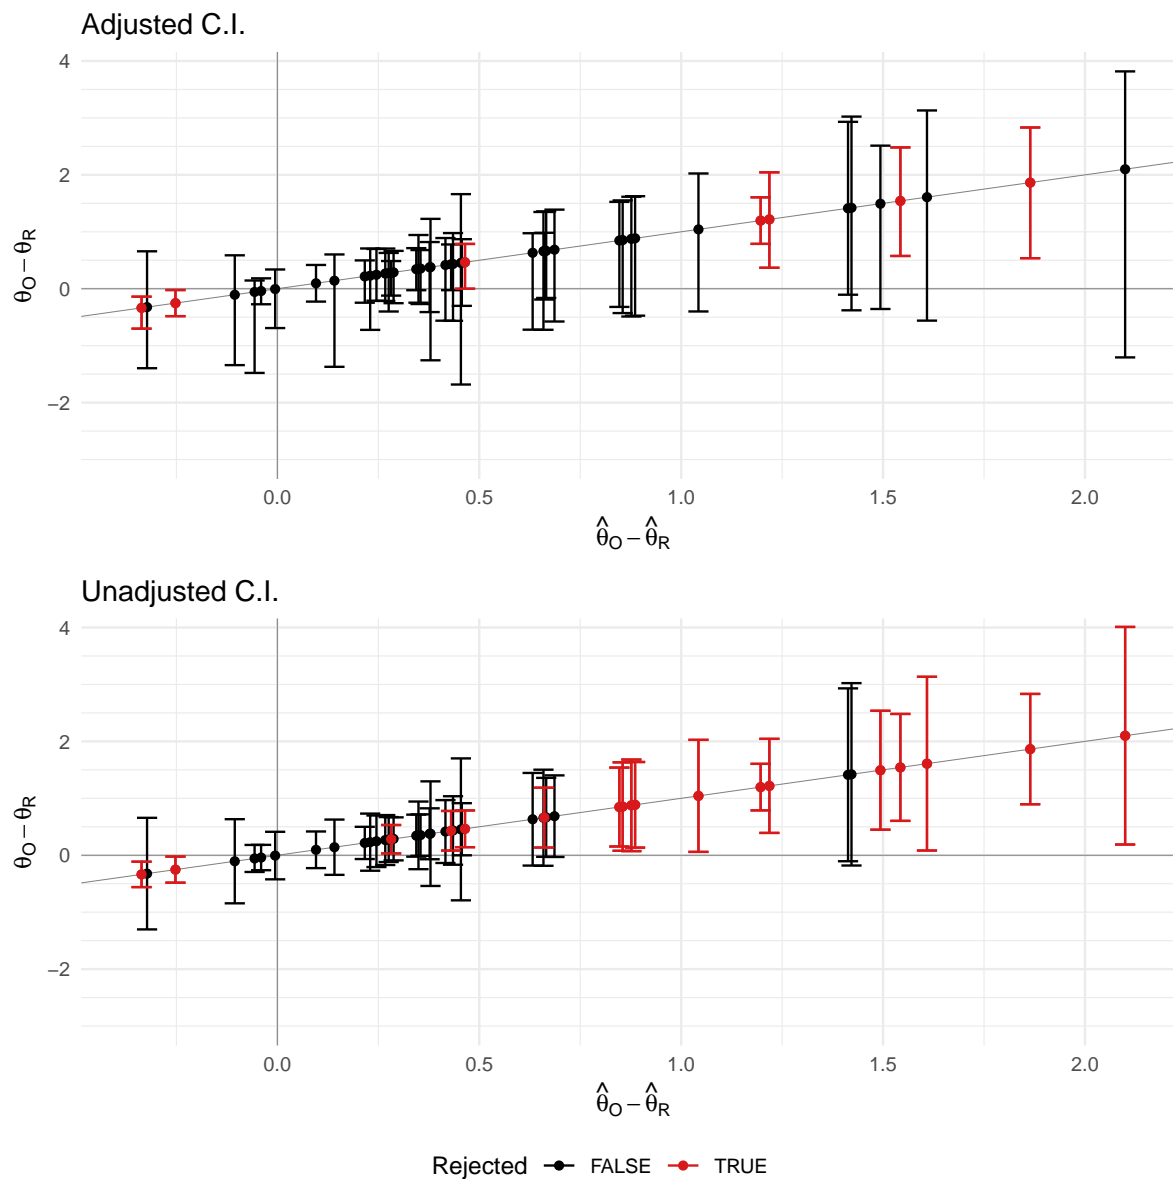 Adjusted C.I.
4
2
0
−2
θO − θR
0.0 0.5 1.0 1.5 2.0
θ̂O − θ̂R
Unadjusted C.I.
4
2
0
−2
θO − θR
0.0 0.5 1.0 1.5 2.0
θ̂O − θ̂R
Rejected FALSE TRUE